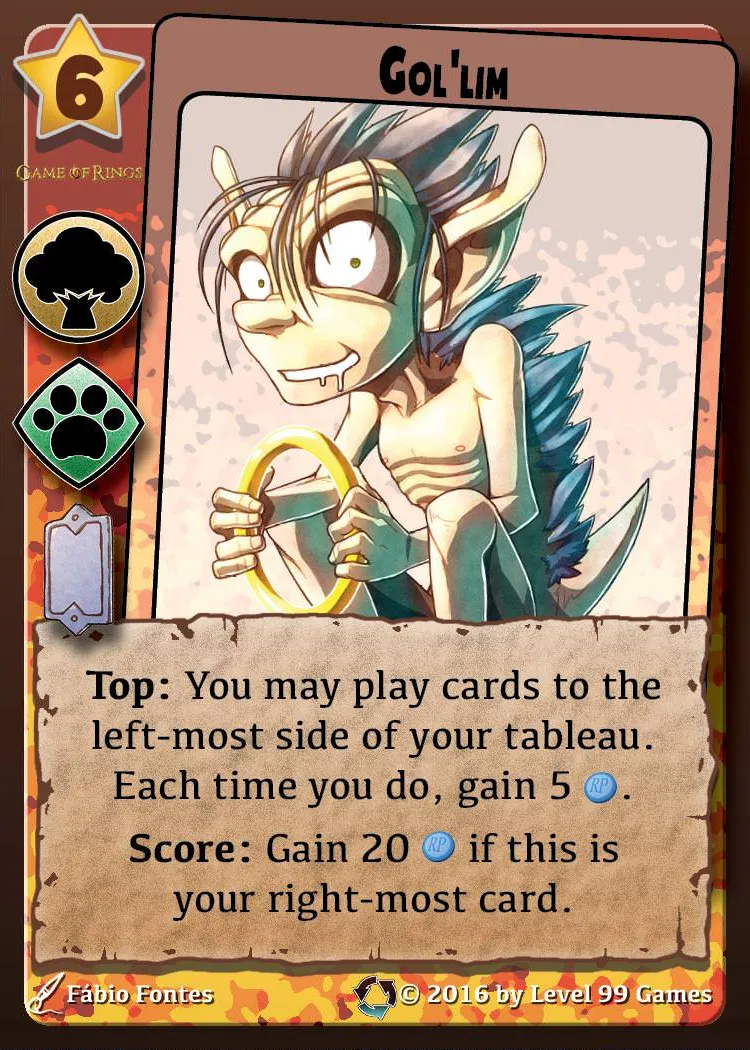 6
GOL'LIM
GAME OF RINGS
Top: You may play cards to the
left-most side of your tableau.
Each time you do, gain 5 RP.
Score: Gain 20 RP if this is
your right-most card.
Fábio Fontes
© 2016 by Level 99 Games